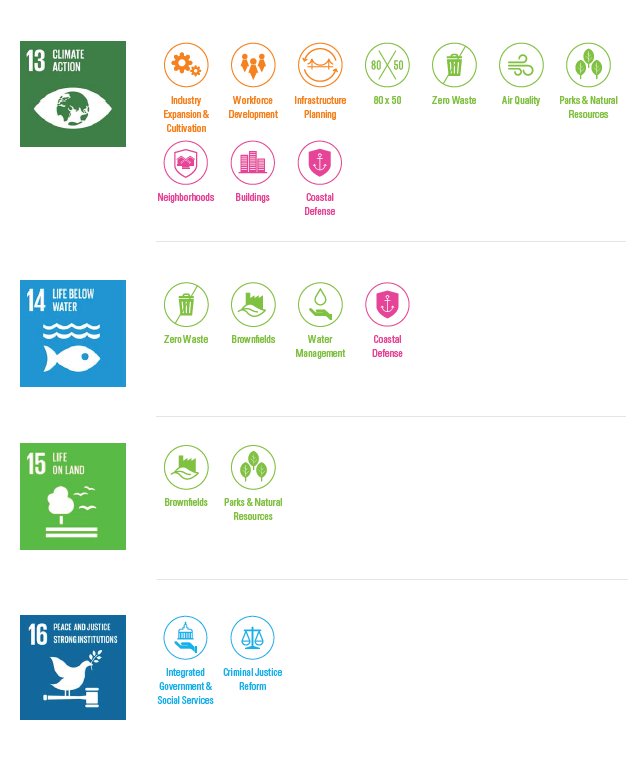 13 CLIMATE
ACTION
80 50
Industry
Expansion &
Cultivation
Workforce
Development
Infrastructure
Planning
80 x 50
Zero Waste
Air Quality
Parks & Natural
Resources
Neighborhoods
Buildings
Coastal
Defense
14 LIFE BELOW
WATER
Zero Waste
Brownfields
Water
Management
Coastal
Defense
15 LIFE
ON LAND
Brownfields
Parks & Natural
Resources
16 PEACE AND JUSTICE
STRONG INSTITUTIONS
Integrated
Government &
Social Services
Criminal Justice
Reform